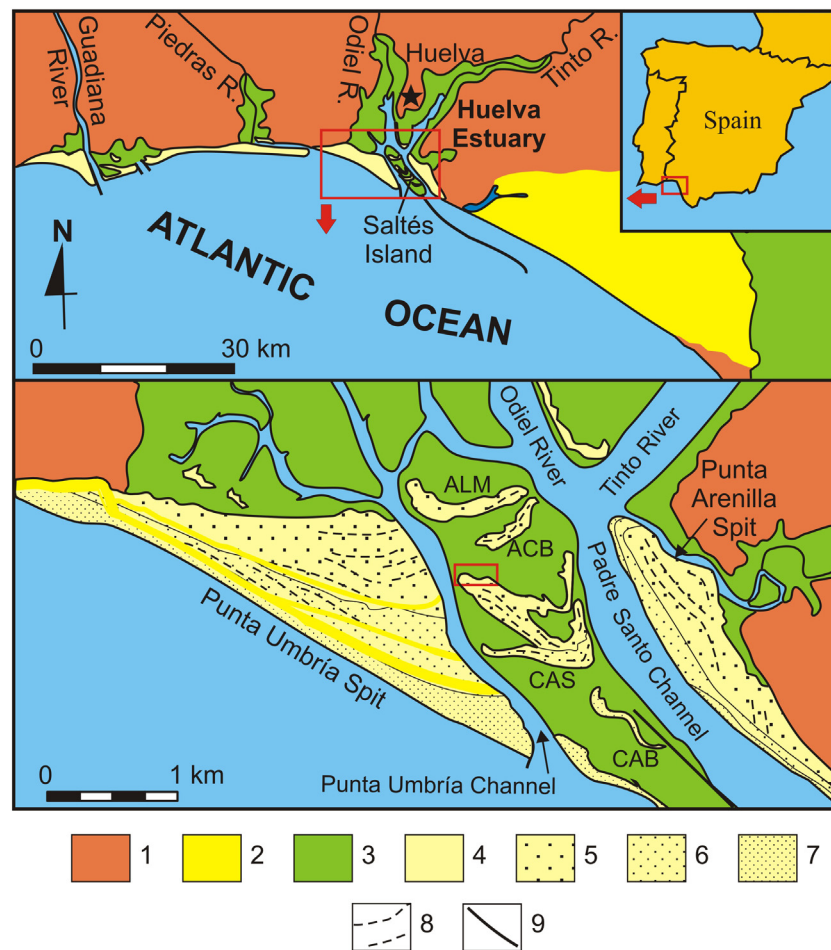 Guadiana
River
Piedras R.
Odiel R.
Huelva
Tinto R.
Huelva
Estuary
Spain
Saltés
Island
N
ATLANTIC
OCEAN
0 30 km
ALM
ACB
CAS
CAB
Odiel River
Tinto River
Punta
Arenilla
Spit
Padre Santo Channel
Punta Umbría Spit
Punta Umbría Channel
0 1 km
1 2 3 4 5 6 7
8 9